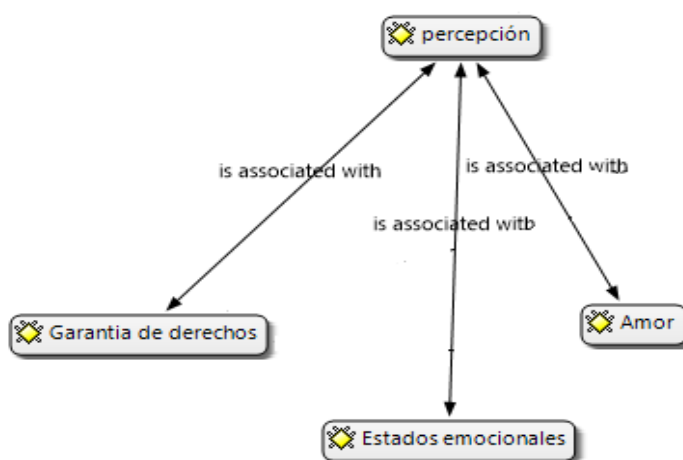 percepción
is associated with
is associated with
is associated with
Garantia de derechos
Amor
Estados emocionales